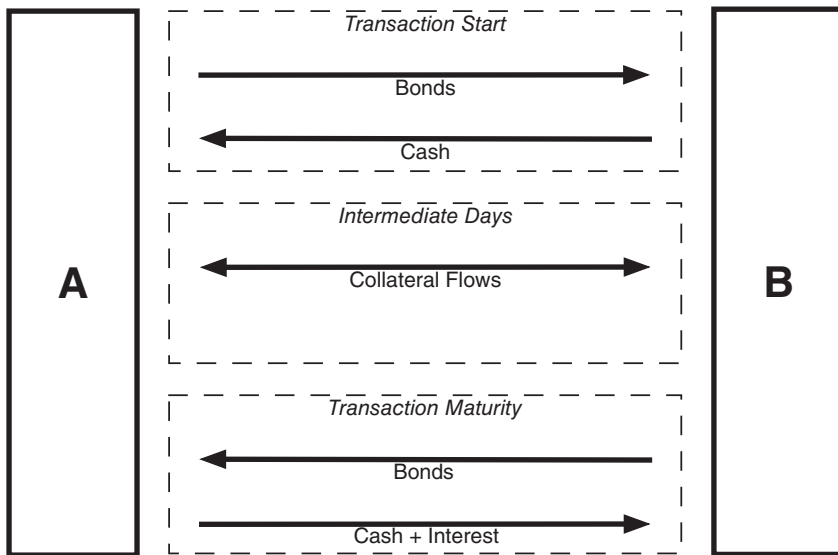 Transaction Start
Bonds
Cash
Intermediate Days
A
Collateral Flows
B
Transaction Maturity
Bonds
Cash + Interest